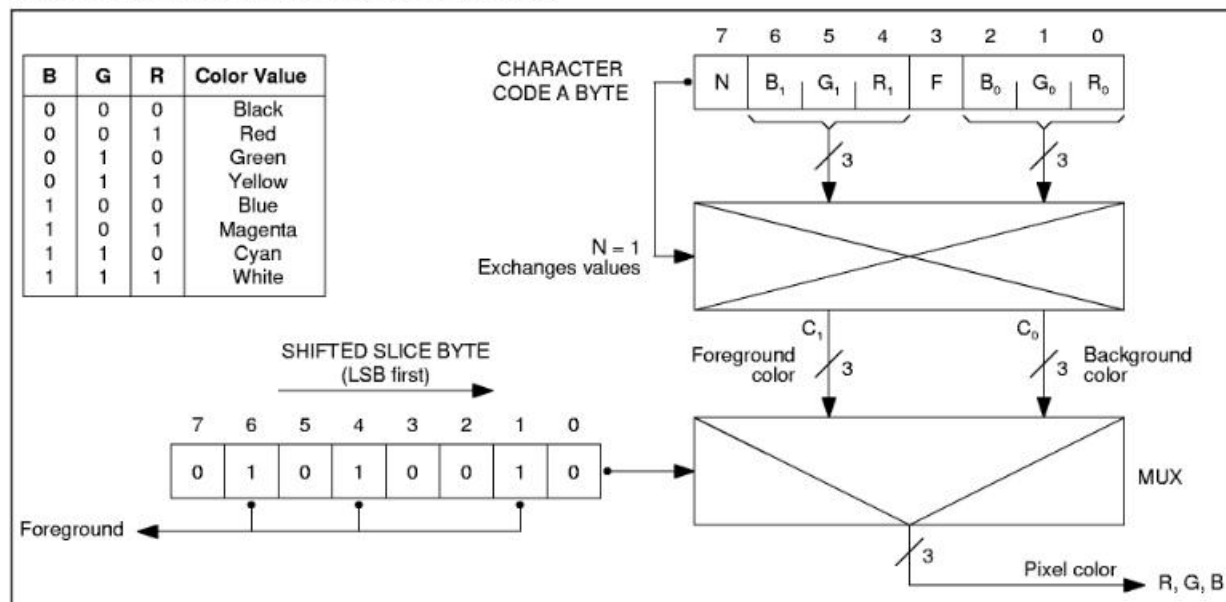 B G R Color Value
0 0 0 Black
0 0 1 Red
0 1 0 Green
0 1 1 Yellow
1 0 0 Blue
1 0 1 Magenta
1 1 0 Cyan
1 1 1 White
7 6 5 4 3 2 1 0
CHARACTER
CODE A BYTE
N B₁ G₁ R₁ F B₀ G₀ R₀
3 3
N = 1
Exchanges values
C₁ C₀
Foreground
color
3 3
Background
color
SHIFTED SLICE BYTE
(LSB first)
7 6 5 4 3 2 1 0
0 1 0 1 0 0 1 0
Foreground
MUX
3
Pixel color
R, G, B